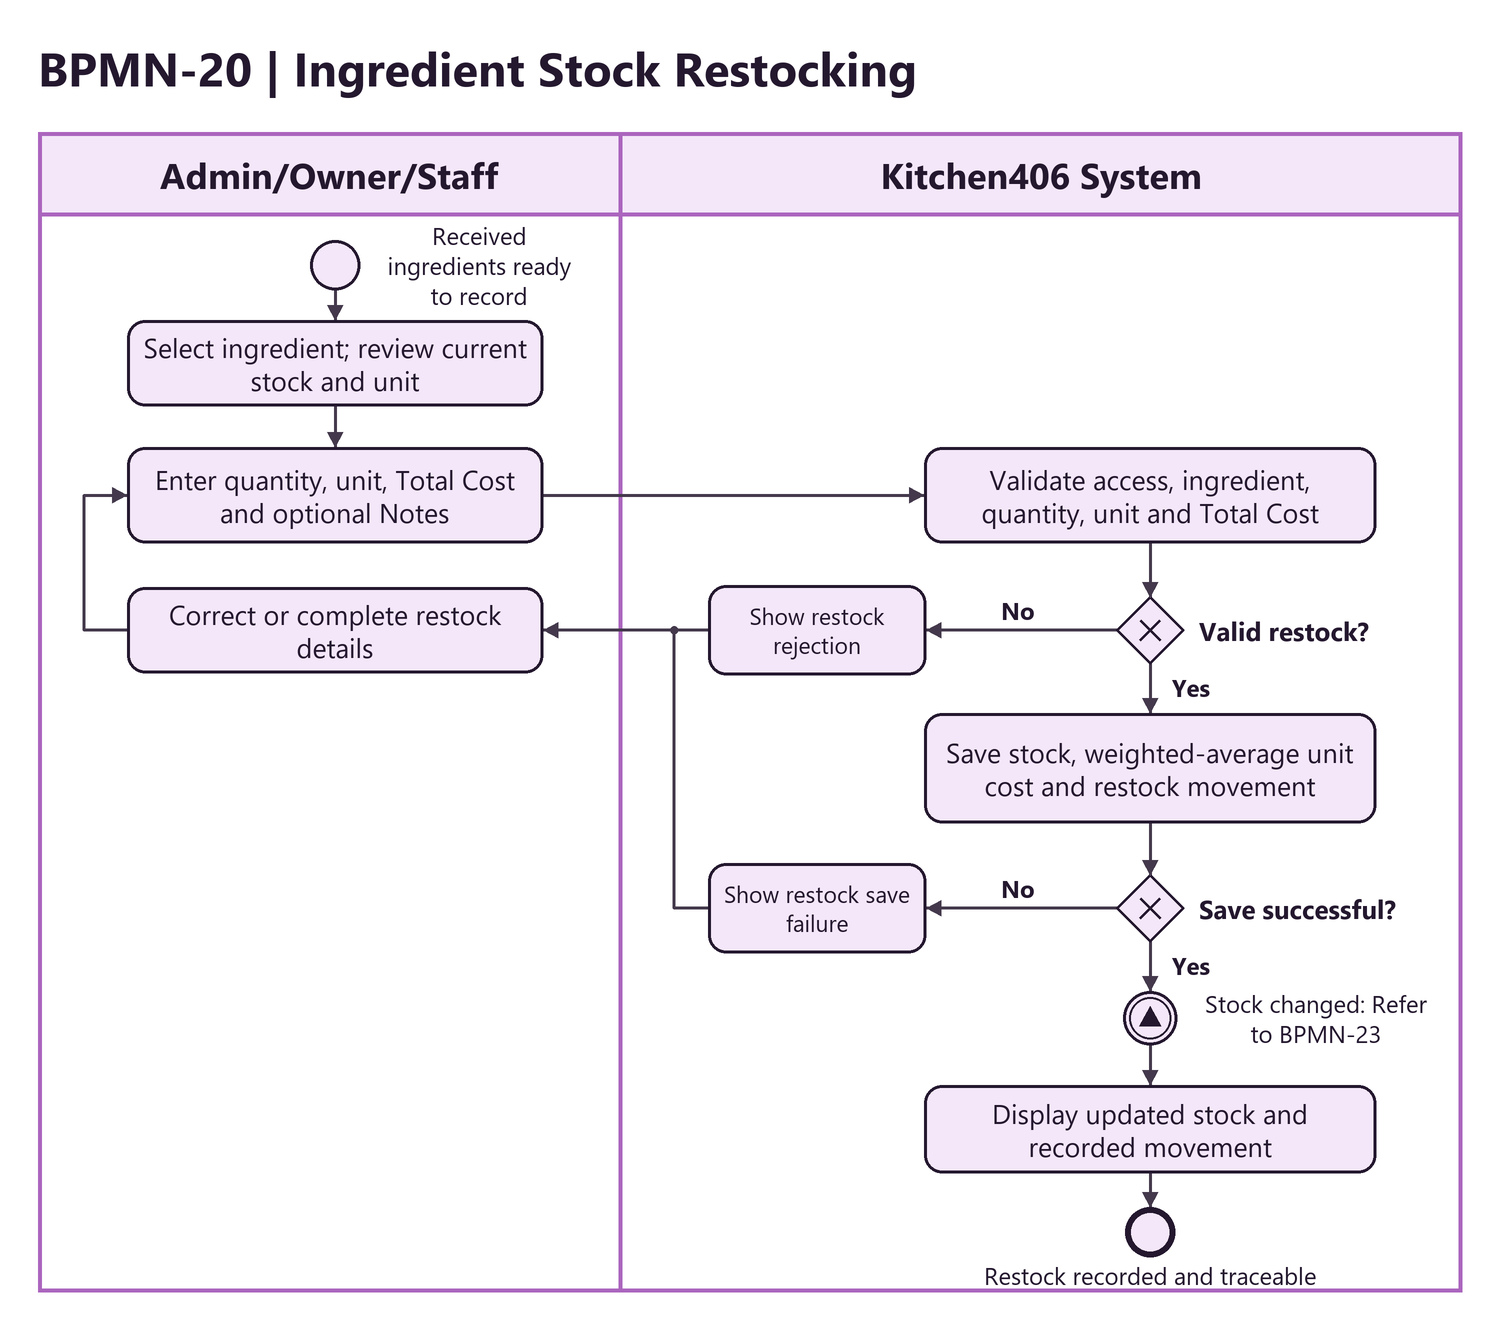 BPMN-20 | Ingredient Stock Restocking
Admin/Owner/Staff
Kitchen406 System
Received
ingredients ready
to record
Select ingredient; review current
stock and unit
Enter quantity, unit, Total Cost
and optional Notes
Validate access, ingredient,
quantity, unit and Total Cost
Correct or complete restock
details
Show restock
rejection
No
Valid restock?
Yes
Save stock, weighted-average unit
cost and restock movement
Show restock save
failure
No
Save successful?
Yes
Stock changed: Refer
to BPMN-23
Display updated stock and
recorded movement
Restock recorded and traceable